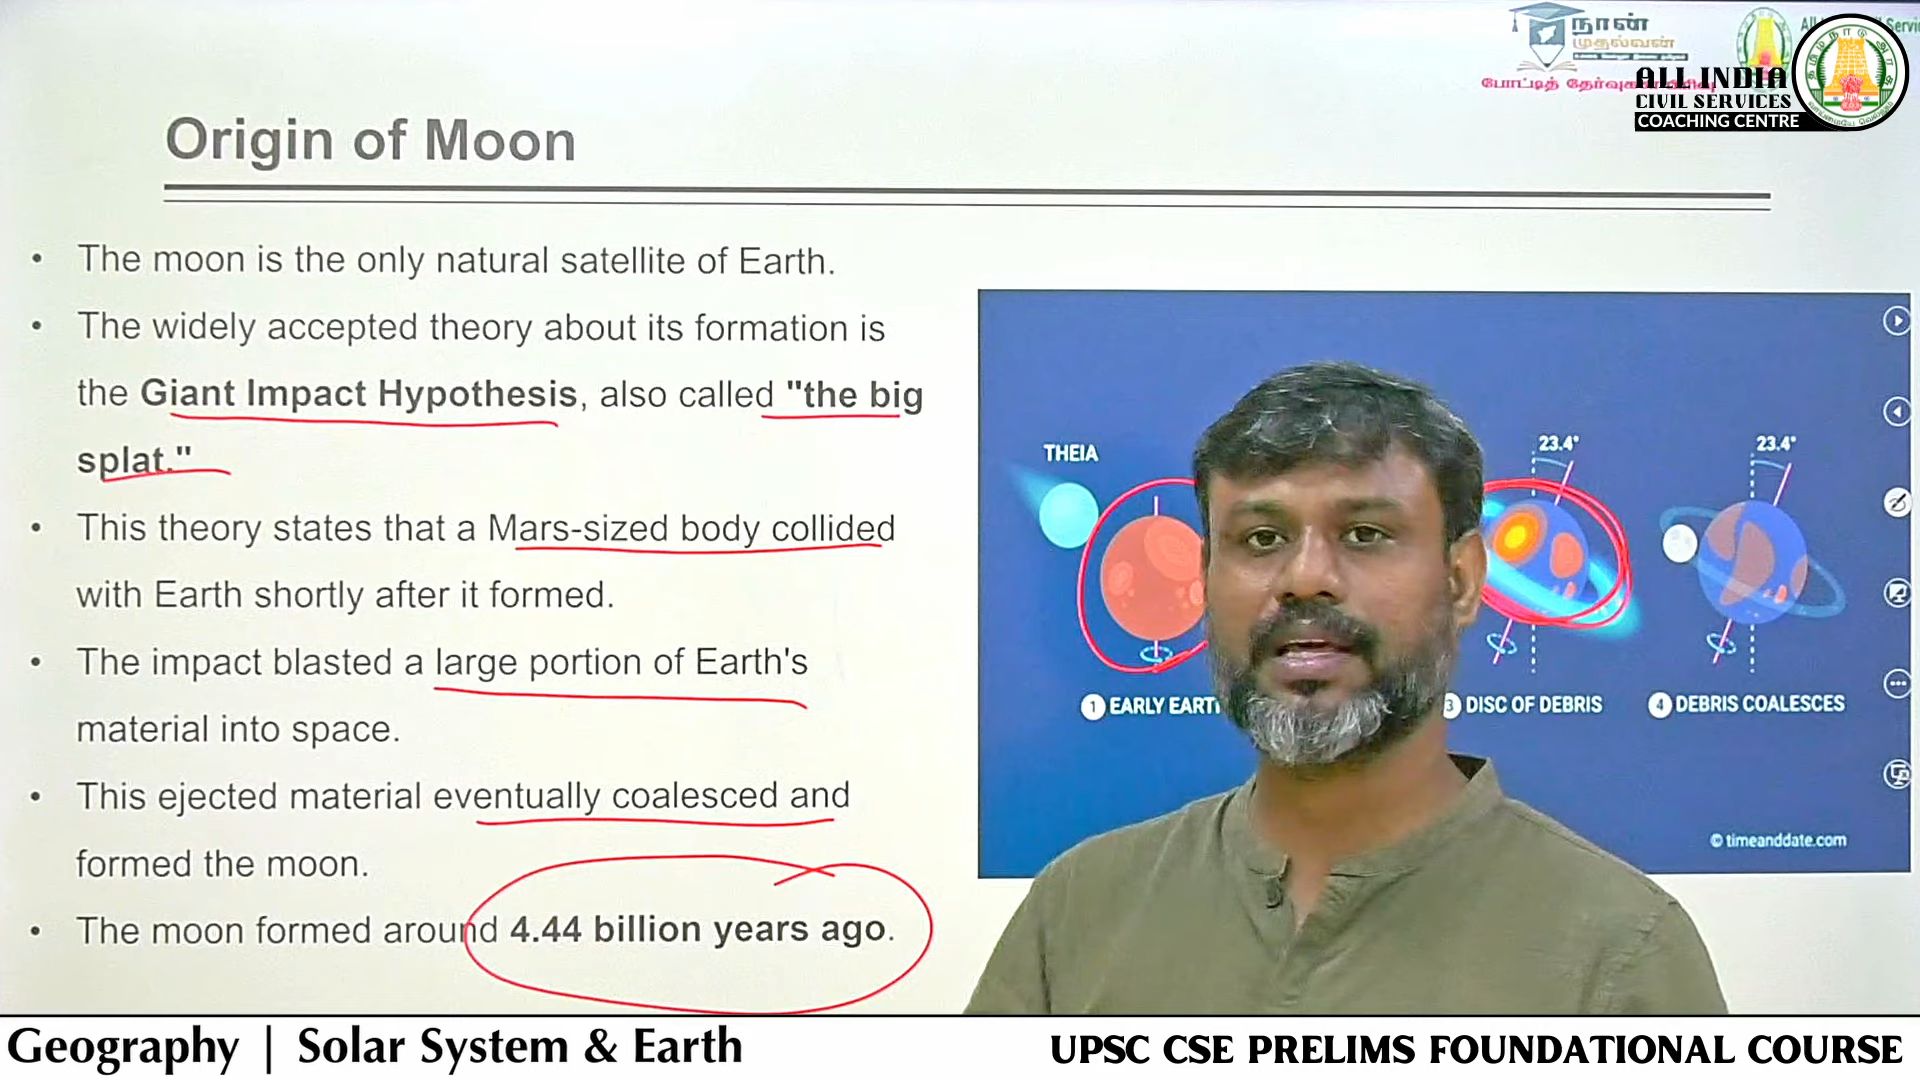 நான்
முதல்வன்
ALL INDIA
CIVIL SERVICES
COACHING CENTRE
Origin of Moon
• The moon is the only natural satellite of Earth.
• The widely accepted theory about its formation is
the Giant Impact Hypothesis, also called "the big
splat."
• This theory states that a Mars-sized body collided
with Earth shortly after it formed.
• The impact blasted a large portion of Earth's
material into space.
• This ejected material eventually coalesced and
formed the moon.
• The moon formed around 4.44 billion years ago.
THEIA
23.4°
23.4°
1 EARLY EART
3 DISC OF DEBRIS
4 DEBRIS COALESCES
© timeanddate.com
Geography | Solar System & Earth
UPSC CSE PRELIMS FOUNDATIONAL COURSE